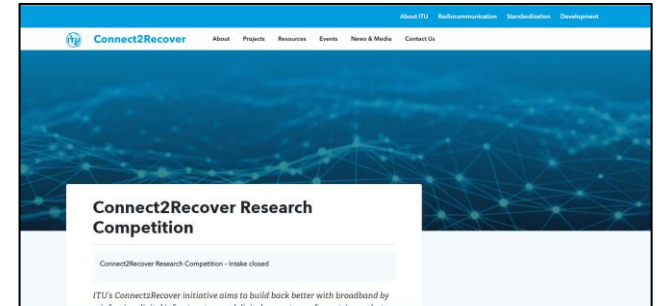 About ITU Radiocommunication Standardization Development
ITU Connect2Recover About Projects Resources Events News & Media Contact Us
Connect2Recover Research
Competition
Connect2Recover Research Competition – Intake closed
ITU's Connect2Recover initiative aims to build back better with broadband by